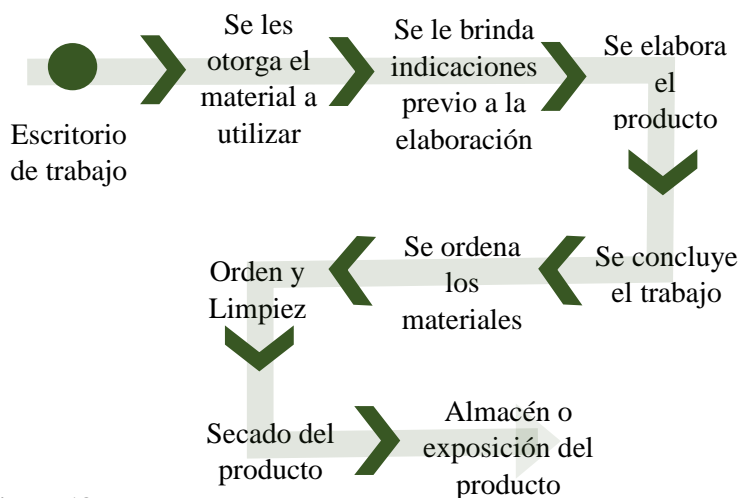 Escritorio
de trabajo
Se les
otorga el
material a
utilizar
Se le brinda
indicaciones
previo a la
elaboración
Se elabora
el
producto
Se concluye
el trabajo
Se ordena
los
materiales
Orden y
Limpiez
Secado del
producto
Almacén o
exposición del
producto